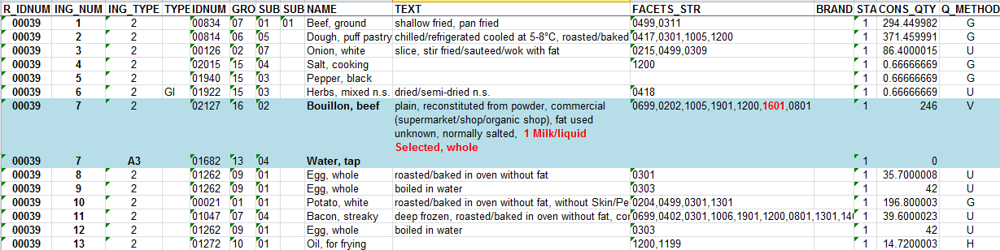 R_IDNUM ING_NUM ING_TYPE TYPE IDNUM GRO SUB SUB NAME TEXT FACETS_STR BRAND STA CONS_QTY Q_METHOD
00039 1 2 00834 07 01 01 Beef, ground shallow fried, pan fried 0499,0311 1 294.449982 G
00039 2 2 00814 06 05 Dough, puff pastry chilled/refrigerated cooled at 5-8°C, roasted/baked 0417,0301,1005,1200 1 371.459991 G
00039 3 2 00126 02 07 Onion, white slice, stir fried/sauteed/wok with fat 0215,0499,0309 1 86.4000015 U
00039 4 2 02015 15 04 Salt, cooking 1200 1 0.66666669 G
00039 5 2 01940 15 03 Pepper, black 1 0.66666669 G
00039 6 2 GI 01922 15 03 Herbs, mixed n.s. dried/semi-dried n.s. 0418 1 0.66666669 U
00039 7 2 02127 16 02 Bouillon, beef plain, reconstituted from powder, commercial 0699,0202,1005,1901,1200,1601,0801 1 246 V
(supermarket/shop/organic shop), fat used
unknown, normally salted, 1 Milk/liquid
Selected, whole
00039 7 A3 01682 13 04 Water, tap 1 0
00039 8 2 01262 09 01 Egg, whole roasted/baked in oven without fat 0301 1 35.7000008 U
00039 9 2 01262 09 01 Egg, whole boiled in water 0303 1 42 U
00039 10 2 00021 01 01 Potato, white roasted/baked in oven without fat, without Skin/Pe 0204,0499,0301,1301 1 196.800003 G
00039 11 2 01047 07 04 Bacon, streaky deep frozen, roasted/baked in oven without fat, con 0699,0402,0301,1006,1901,1200,0801,1301,140 1 39.6000023 U
00039 12 2 01262 09 01 Egg, whole boiled in water 0303 1 42 U
00039 13 2 01272 10 01 Oil, for frying 1200,1199 1 14.7200003 H